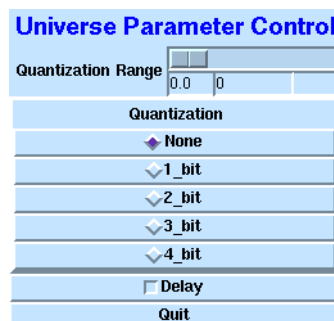 Universe Parameter Control
Quantization Range
0.0 0
Quantization
None
1_bit
2_bit
3_bit
4_bit
Delay
Quit